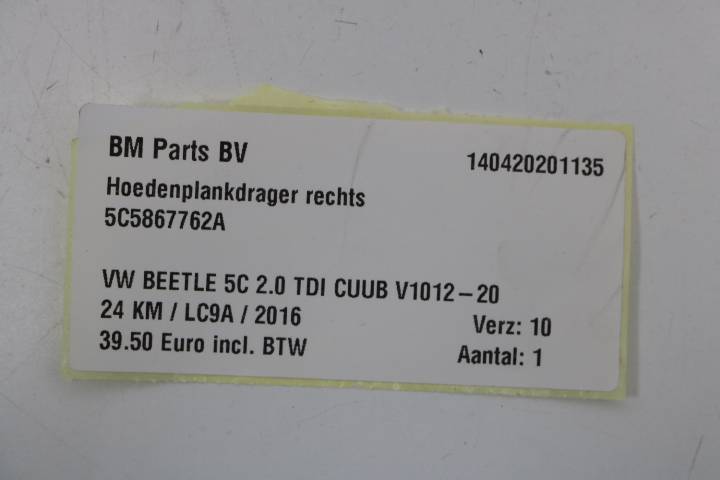 BM Parts BV 140420201135
Hoedenplankdrager rechts
5C5867762A
VW BEETLE 5C 2.0 TDI CUUB V1012-20
24 KM / LC9A / 2016 Verz: 10
39.50 Euro incl. BTW Aantal: 1